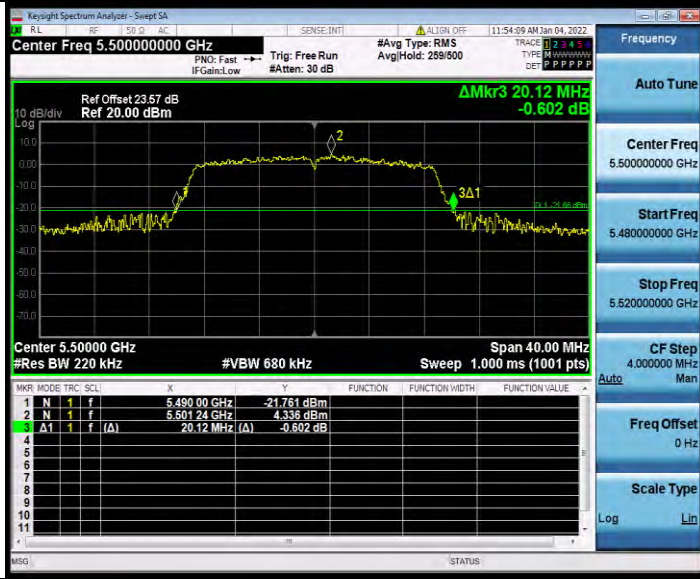 Keysight Spectrum Analyzer - Swept SA
RL RF 50 Ω AC SENSE:INT ALIGN OFF 11:54:09 AM Jan 04, 2022
Center Freq 5.500000000 GHz
PNO: Fast
IFGain:Low
Trig: Free Run
#Atten: 30 dB
#Avg Type: RMS
Avg|Hold: 259/500
TRACE 1 2 3 4 5 6
TYPE M
DET P P P P P P
Ref Offset 23.57 dB
10 dB/div Ref 20.00 dBm
ΔMkr3 20.12 MHz
-0.602 dB
Log
10.0
0.00
-10.0
-20.0
-30.0
-40.0
-50.0
-60.0
-70.0
2
3Δ1
DL1 -21.66 dBm
Center 5.50000 GHz Span 40.00 MHz
#Res BW 220 kHz #VBW 680 kHz Sweep 1.000 ms (1001 pts)
MKR MODE TRC SCL X Y FUNCTION FUNCTION WIDTH FUNCTION VALUE
1 N 1 f 5.490 00 GHz -21.761 dBm
2 N 1 f 5.501 24 GHz 4.336 dBm
3 Δ1 1 f (Δ) 20.12 MHz (Δ) -0.602 dB
4
5
6
7
8
9
10
11
MSG STATUS
Frequency
Auto Tune
Center Freq
5.500000000 GHz
Start Freq
5.480000000 GHz
Stop Freq
5.520000000 GHz
CF Step
4.000000 MHz
Auto Man
Freq Offset
0 Hz
Scale Type
Log Lin